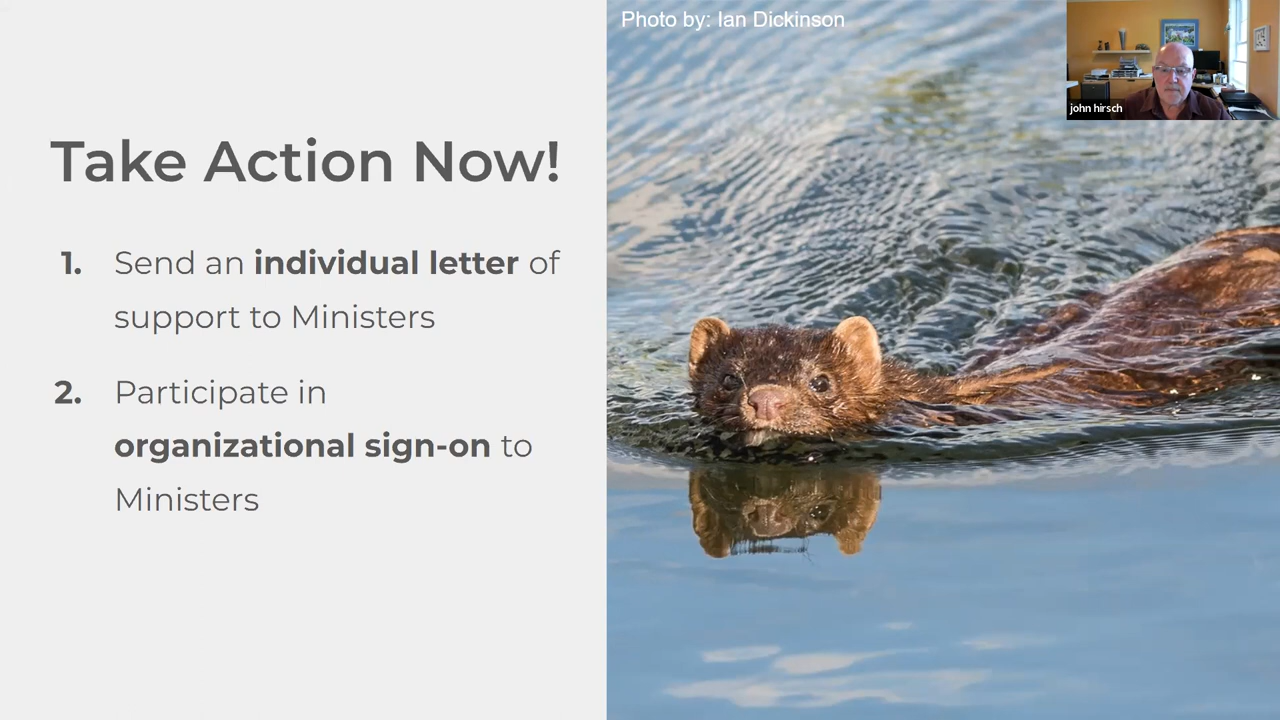 Photo by: Ian Dickinson
john hirsch
Take Action Now!
1. Send an individual letter of
support to Ministers
2. Participate in
organizational sign-on to
Ministers